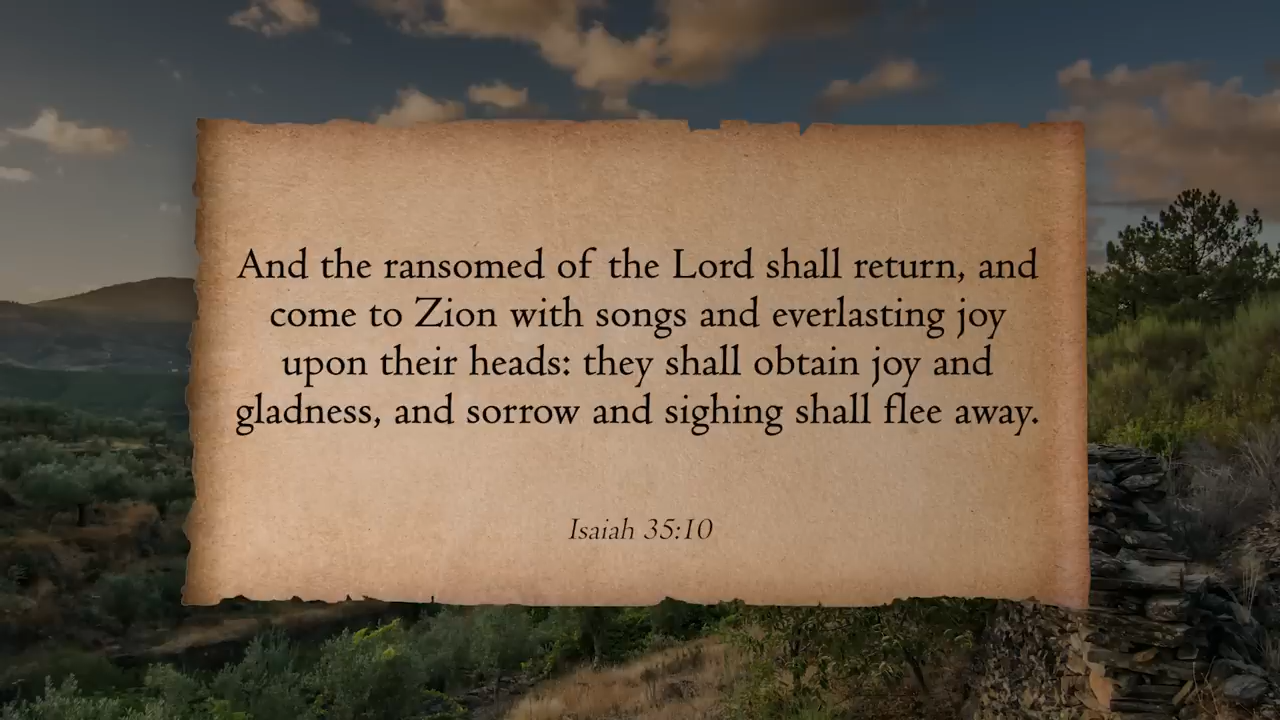 And the ransomed of the Lord shall return, and
come to Zion with songs and everlasting joy
upon their heads: they shall obtain joy and
gladness, and sorrow and sighing shall flee away.
Isaiah 35:10